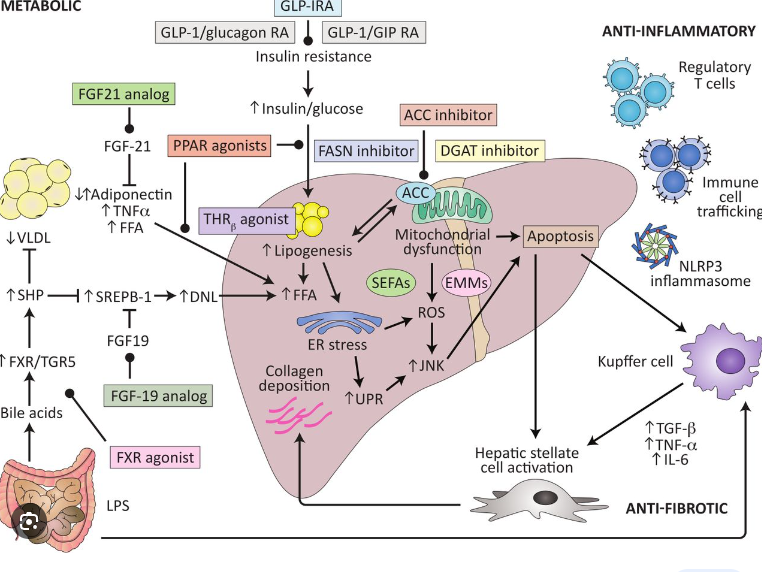 METABOLIC
GLP-IRA
GLP-1/glucagon RA
GLP-1/GIP RA
Insulin resistance
ANTI-INFLAMMATORY
Regulatory
T cells
FGF21 analog
↑Insulin/glucose
ACC inhibitor
FGF-21
PPAR agonists
FASN inhibitor
DGAT inhibitor
Immune
cell
trafficking
↓↑Adiponectin
↑TNFα
↑FFA
ACC
THRβ agonist
↓VLDL
↑Lipogenesis
Mitochondrial
dysfunction
Apoptosis
NLRP3
inflammasome
SEFAs
EMMs
↑SHP
↑SREPB-1
↑DNL
↑FFA
ROS
FGF19
ER stress
↑FXR/TGR5
Collagen
deposition
↑JNK
Kupffer cell
FGF-19 analog
↑UPR
Bile acids
↑TGF-β
↑TNF-α
↑IL-6
FXR agonist
Hepatic stellate
cell activation
LPS
ANTI-FIBROTIC